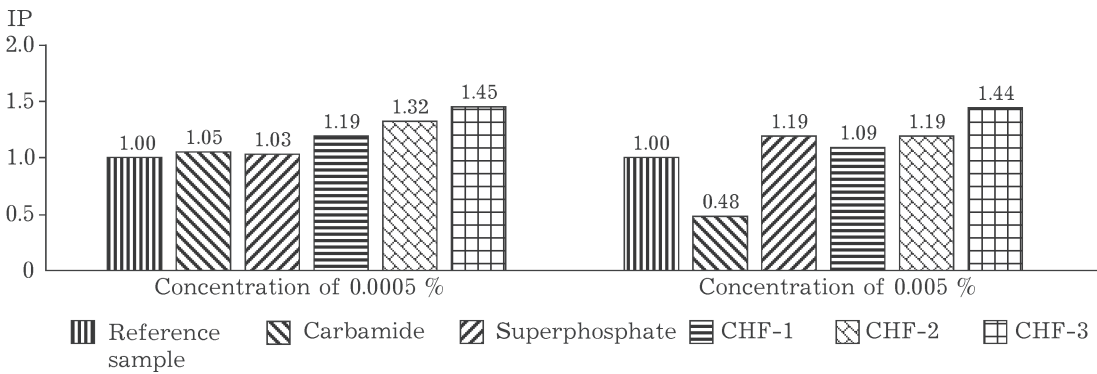 IP
2.0
1.5
1.0
0.5
0
1.00
1.05
1.03
1.19
1.32
1.45
1.00
0.48
1.19
1.09
1.19
1.44
Concentration of 0.0005 %
Concentration of 0.005 %
Reference
sample
Carbamide
Superphosphate
CHF-1
CHF-2
CHF-3